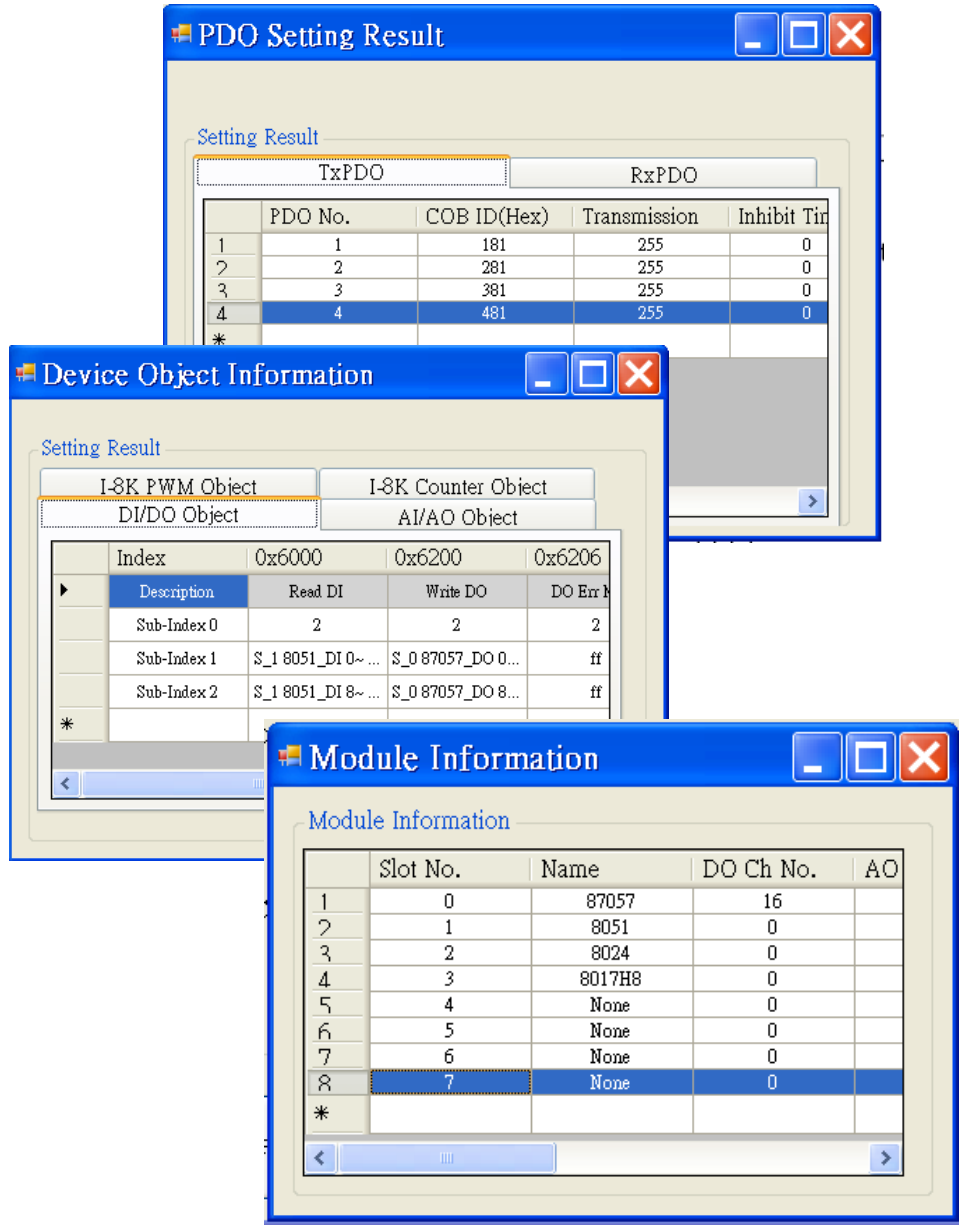 PDO Setting Result
Setting Result
TxPDO RxPDO
PDO No. COB ID(Hex) Transmission Inhibit Tim
1 1 181 255 0
2 2 281 255 0
3 3 381 255 0
4 4 481 255 0
*
Device Object Information
Setting Result
I-8K PWM Object I-8K Counter Object
DI/DO Object AI/AO Object
Index 0x6000 0x6200 0x6206
Description Read DI Write DO DO Err
Sub-Index 0 2 2 2
Sub-Index 1 S_1 8051_DI 0~ ... S_0 87057_DO 0... ff
Sub-Index 2 S_1 8051_DI 8~ ... S_0 87057_DO 8... ff
*
Module Information
Module Information
Slot No. Name DO Ch No. AO
1 0 87057 16
2 1 8051 0
3 2 8024 0
4 3 8017H8 0
5 4 None 0
6 5 None 0
7 6 None 0
8 7 None 0
*